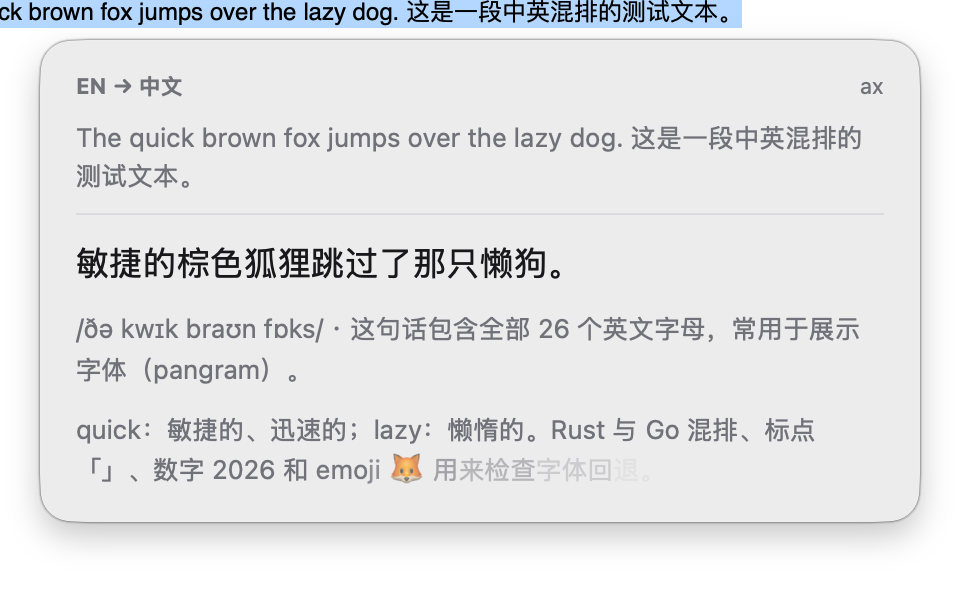 ck brown fox jumps over the lazy dog. 这是一段中英混排的测试文本。
EN → 中文
ax
The quick brown fox jumps over the lazy dog. 这是一段中英混排的
测试文本。
敏捷的棕色狐狸跳过了那只懒狗。
/ðə kwɪk braʊn fɒks/ · 这句话包含全部 26 个英文字母，常用于展示
字体（pangram）。
quick：敏捷的、迅速的；lazy：懒惰的。Rust 与 Go 混排、标点
「」、数字 2026 和 emoji 🦊 用来检查字体回退。